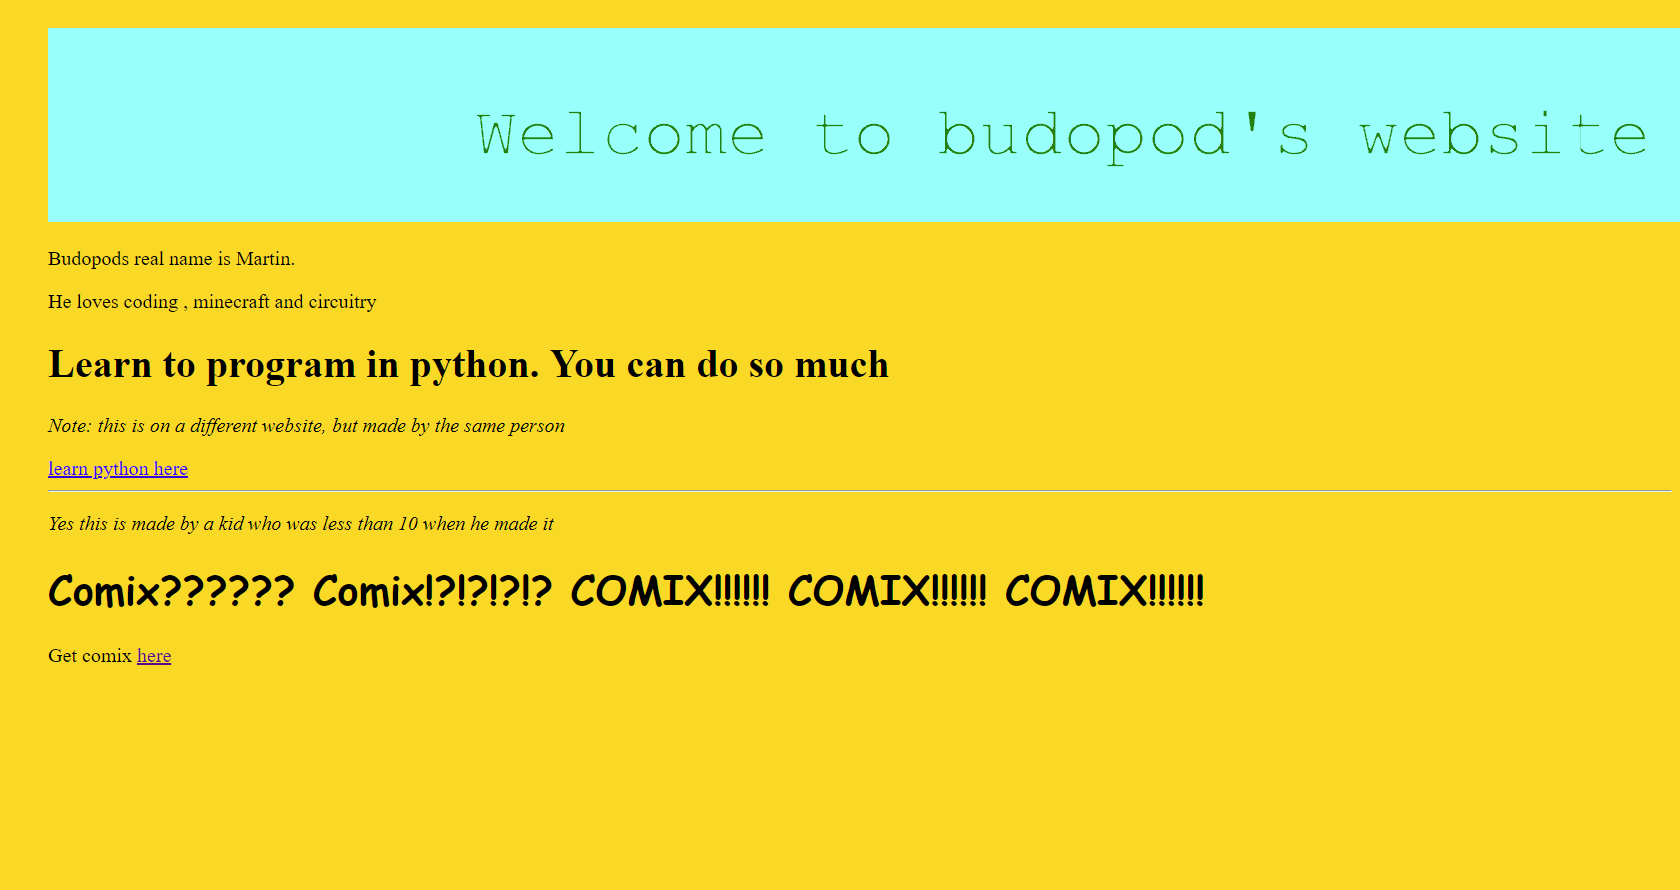 Welcome to budopod's website
Budopods real name is Martin.
He loves coding , minecraft and circuitry
Learn to program in python. You can do so much
Note: this is on a different website, but made by the same person
learn python here
Yes this is made by a kid who was less than 10 when he made it
Comix?????? Comix!?!?!?!? COMIX!!!!!! COMIX!!!!!! COMIX!!!!!!
Get comix here